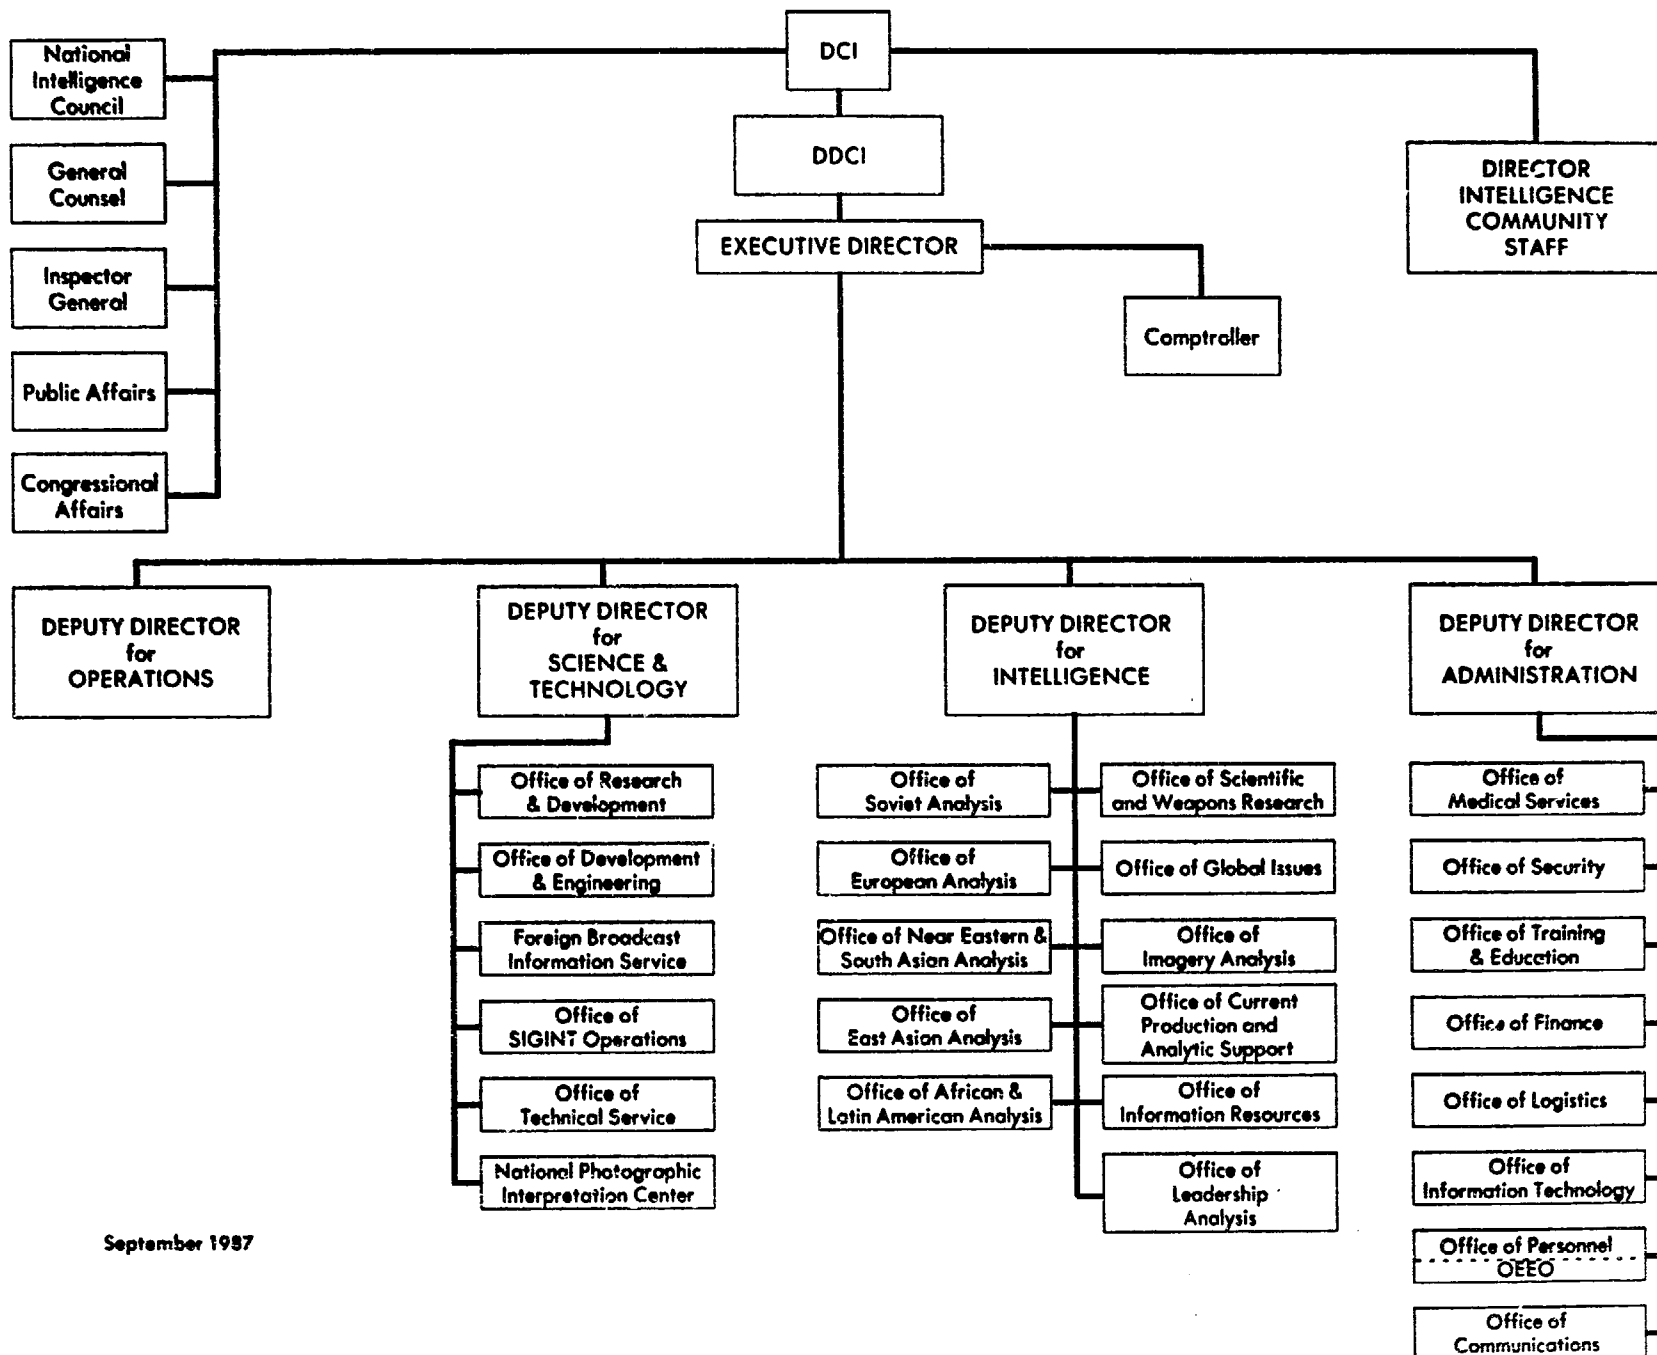 DCI
National
Intelligence
Council
General
Counsel
Inspector
General
Public Affairs
Congressional
Affairs
DDCI
EXECUTIVE DIRECTOR
Comptroller
DIRECTOR
INTELLIGENCE
COMMUNITY
STAFF
DEPUTY DIRECTOR
for
OPERATIONS
DEPUTY DIRECTOR
for
SCIENCE &
TECHNOLOGY
Office of Research
& Development
Office of Development
& Engineering
Foreign Broadcast
Information Service
Office of
SIGINT Operations
Office of
Technical Service
National Photographic
Interpretation Center
DEPUTY DIRECTOR
for
INTELLIGENCE
Office of
Soviet Analysis
Office of
European Analysis
Office of Near Eastern &
South Asian Analysis
Office of
East Asian Analysis
Office of African &
Latin American Analysis
Office of Scientific
and Weapons Research
Office of Global Issues
Office of
Imagery Analysis
Office of Current
Production and
Analytic Support
Office of
Information Resources
Office of
Leadership
Analysis
DEPUTY DIRECTOR
for
ADMINISTRATION
Office of
Medical Services
Office of Security
Office of Training
& Education
Office of Finance
Office of Logistics
Office of
Information Technology
Office of Personnel
OEEO
Office of
Communications
September 1987